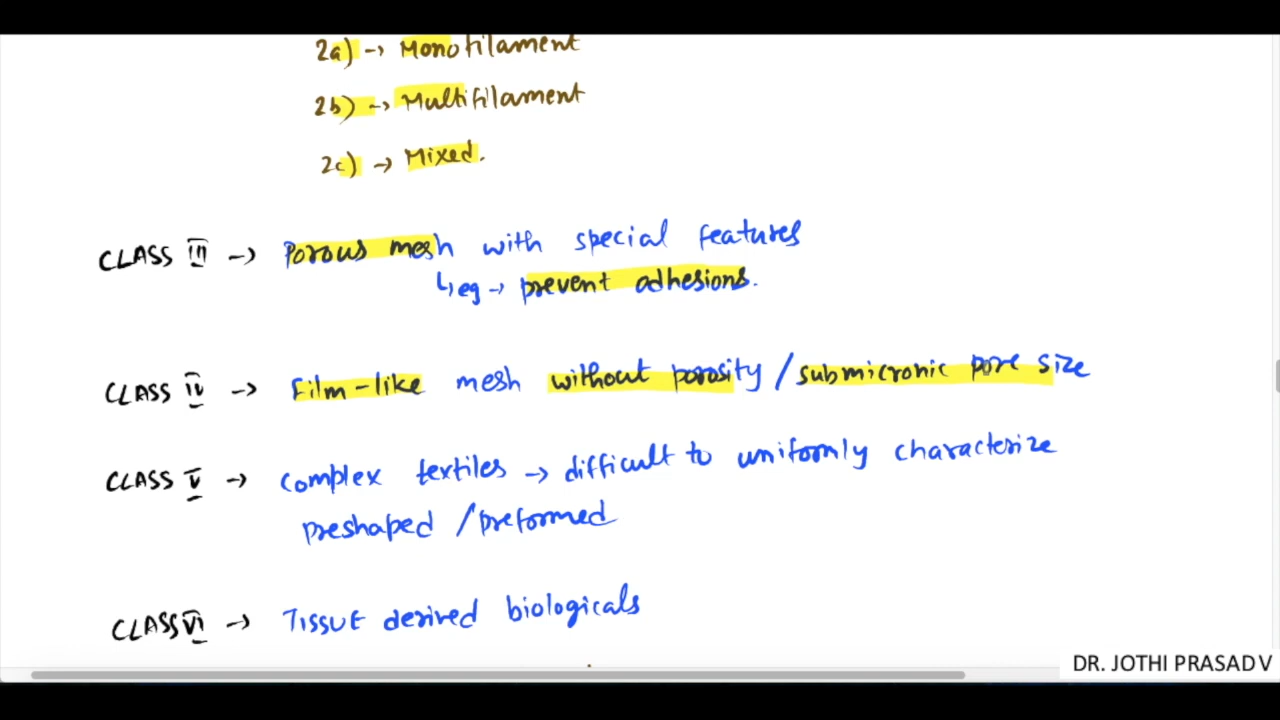 2a) → Monofilament
2b) → Multifilament
2c) → Mixed.
CLASS III → Porous mesh with special features
↳ eg → prevent adhesions.
CLASS IV → Film-like mesh without porosity / submicronic pore size
CLASS V → complex textiles → difficult to uniformly characterize
preshaped / preformed
CLASS VI → Tissue derived biologicals
DR. JOTHI PRASAD V